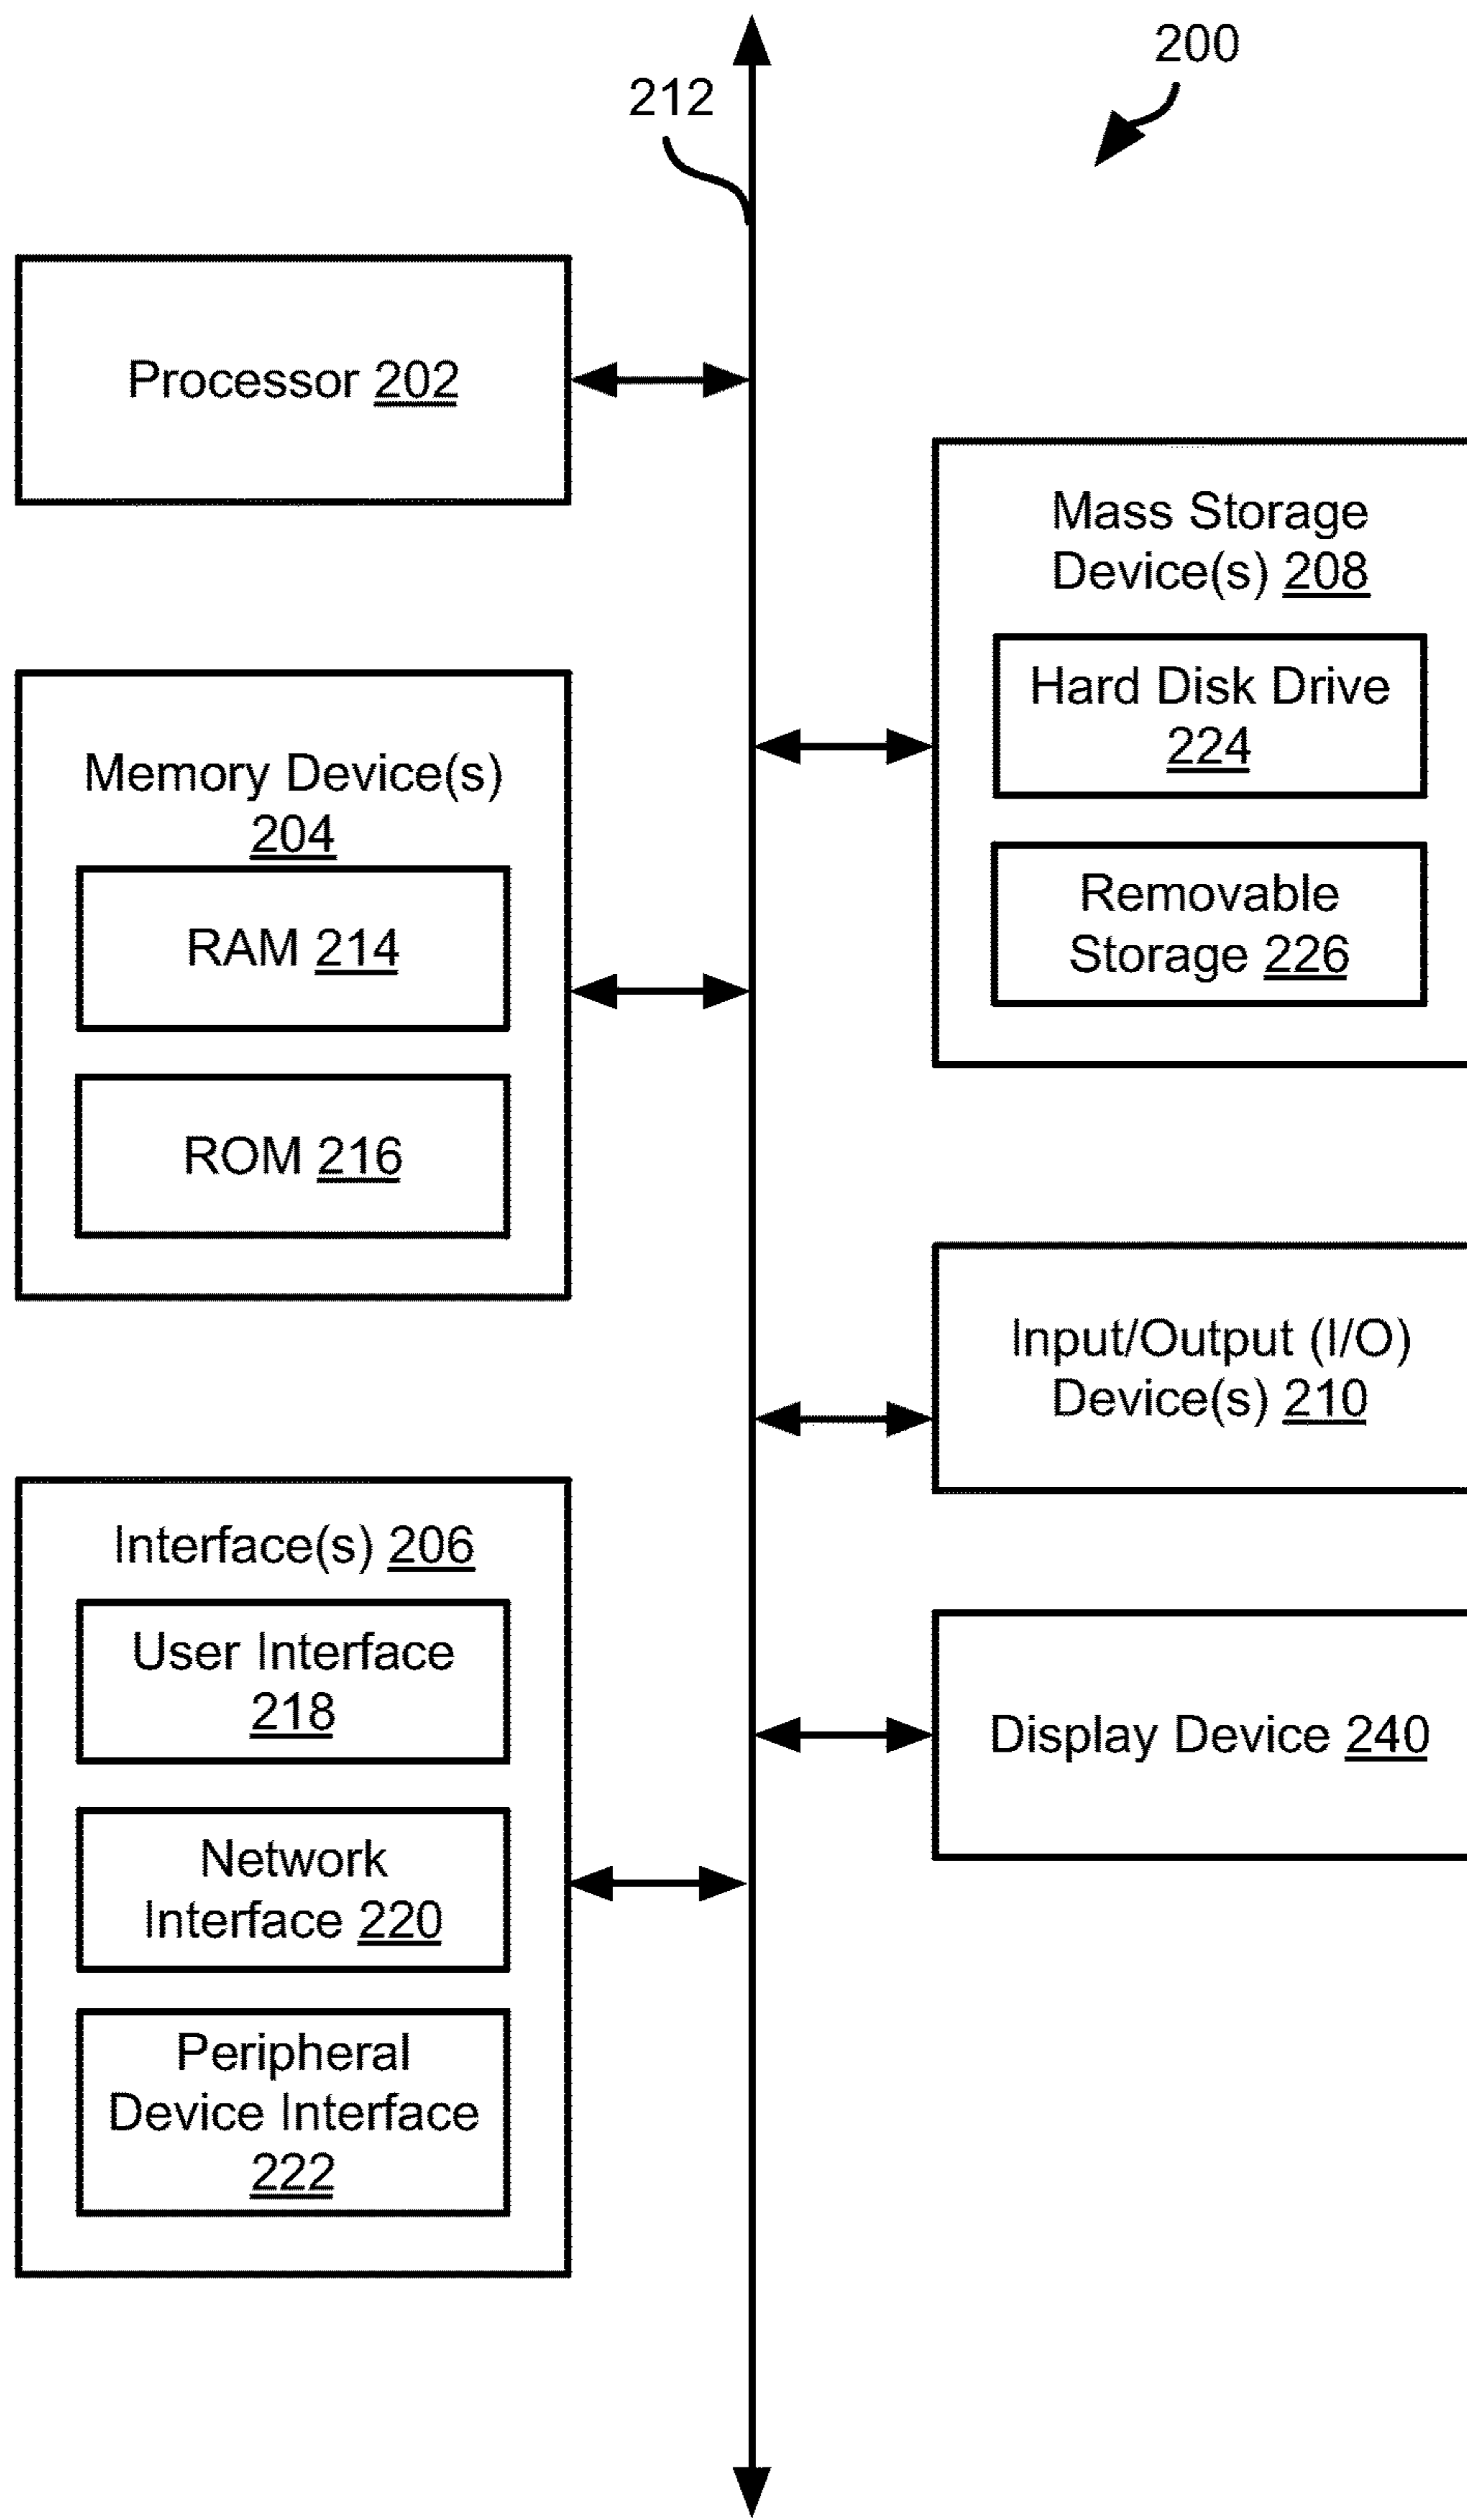 200
212
Processor 202
Mass Storage
Device(s) 208
Hard Disk Drive
224
Removable
Storage 226
Memory Device(s)
204
RAM 214
ROM 216
Input/Output (I/O)
Device(s) 210
Interface(s) 206
User Interface
218
Network
Interface 220
Peripheral
Device Interface
222
Display Device 240